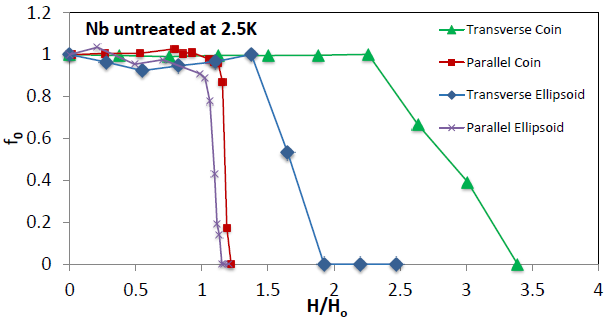 Nb untreated at 2.5K
Transverse Coin
Parallel Coin
Transverse Ellipsoid
Parallel Ellipsoid
f₀
1.2
1
0.8
0.6
0.4
0.2
0
0 0.5 1 1.5 2 2.5 3 3.5 4
H/Hₒ